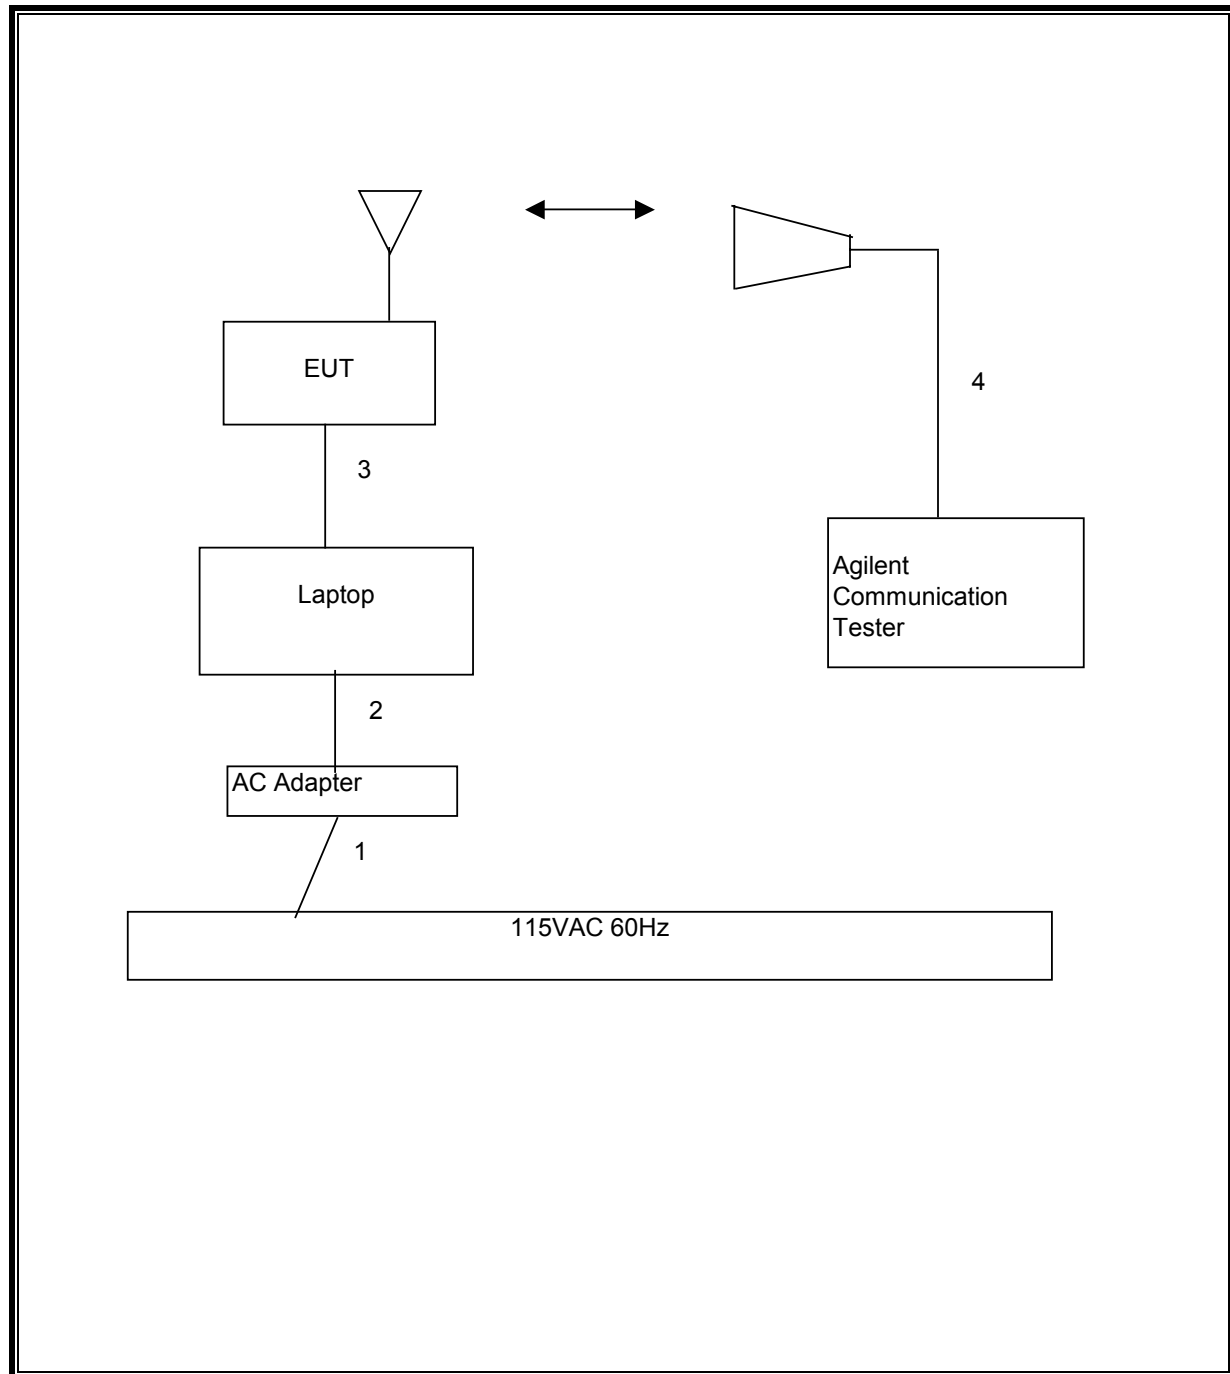 EUT
4
3
Agilent
Communication
Tester
Laptop
2
AC Adapter
1
115VAC 60Hz